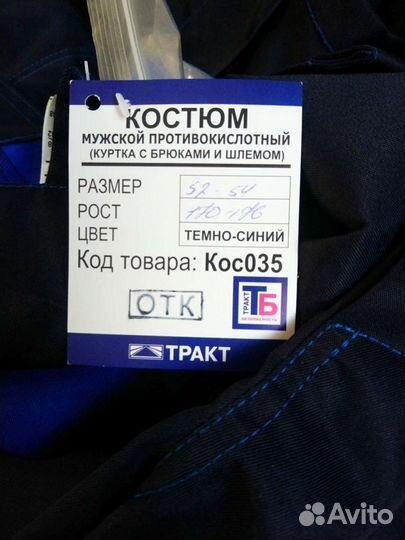 КОСТЮМ
МУЖСКОЙ ПРОТИВОКИСЛОТНЫЙ
(КУРТКА С БРЮКАМИ И ШЛЕМОМ)
РАЗМЕР 52-54
РОСТ 170-176
ЦВЕТ ТЕМНО-СИНИЙ
Код товара: Кос035
ОТК
ТРАКТ
ТБ
БЕЗОПАСНОСТЬ
ТРАКТ
Avito